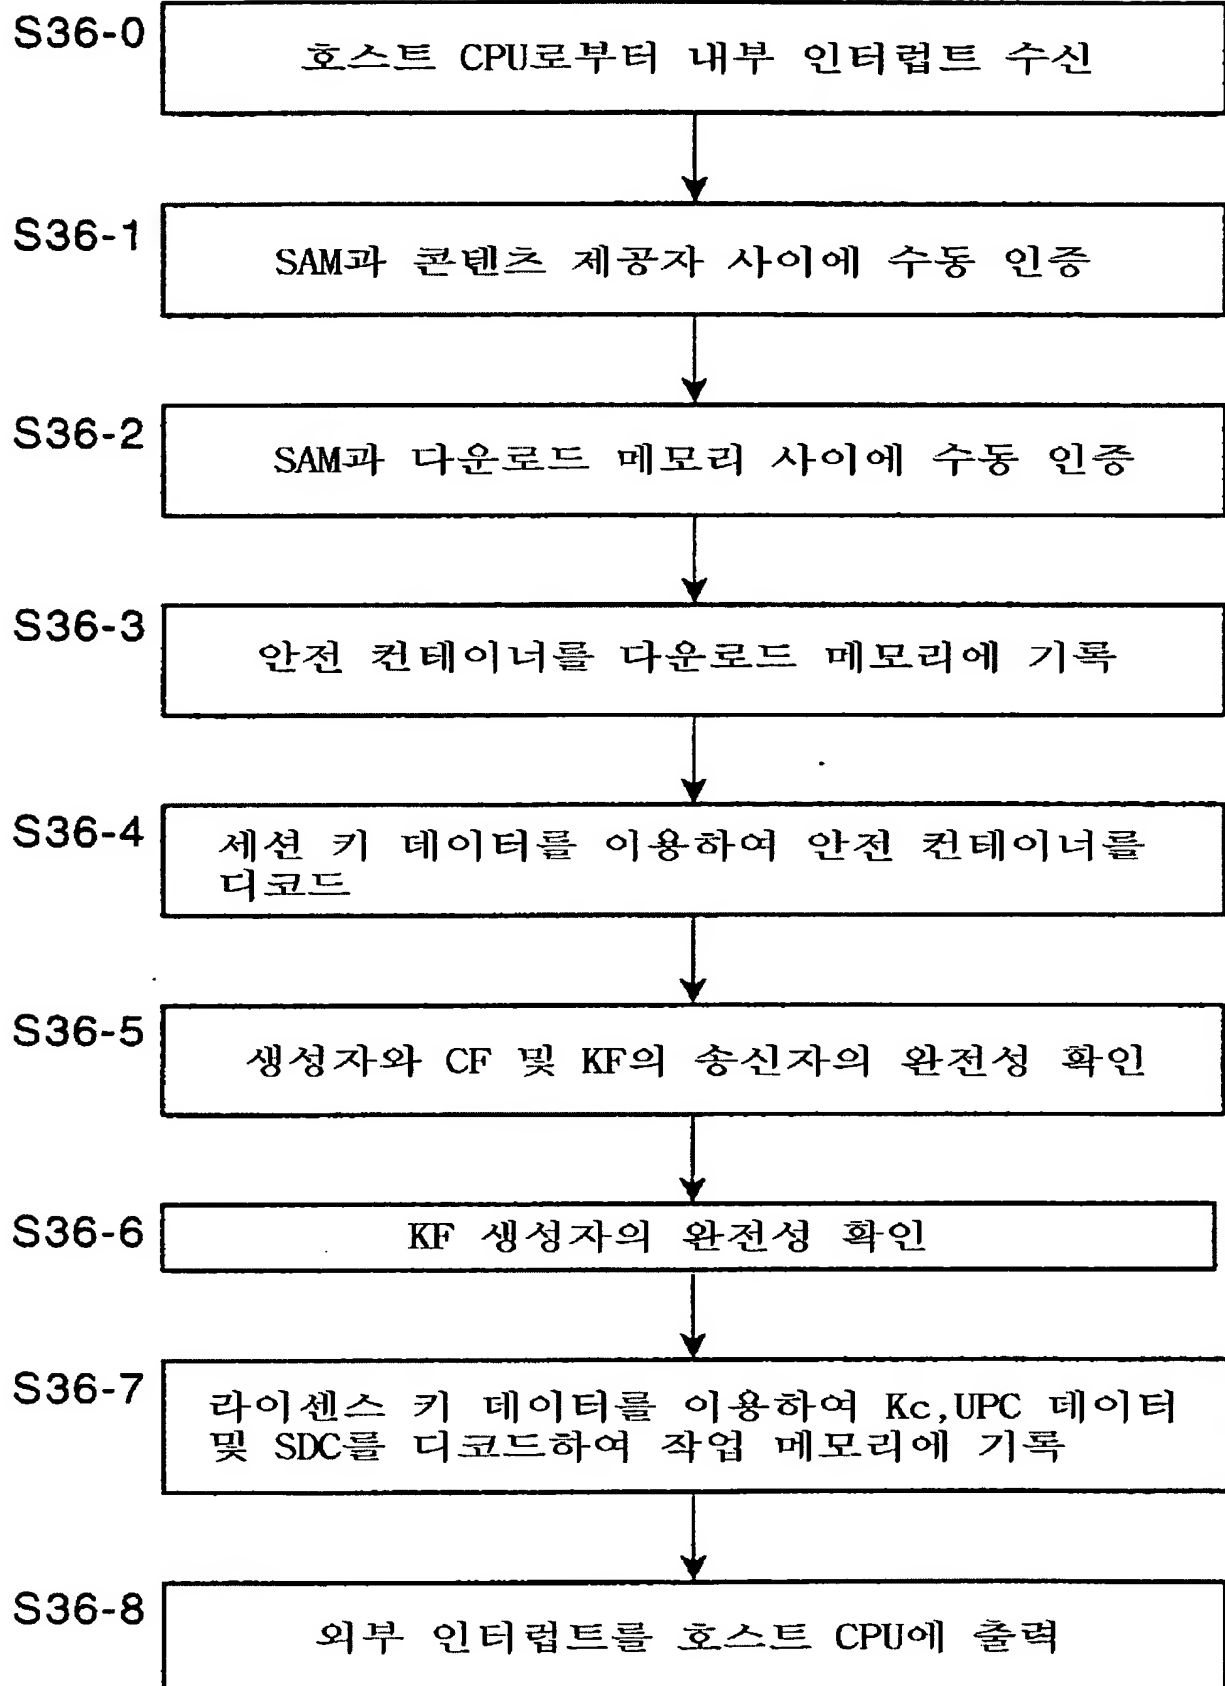 S36-0
호스트 CPU로부터 내부 인터럽트 수신
S36-1
SAM과 콘텐츠 제공자 사이에 수동 인증
S36-2
SAM과 다운로드 메모리 사이에 수동 인증
S36-3
안전 컨테이너를 다운로드 메모리에 기록
S36-4
세션 키 데이터를 이용하여 안전 컨테이너를
디코드
S36-5
생성자와 CF 및 KF의 송신자의 완전성 확인
S36-6
KF 생성자의 완전성 확인
S36-7
라이센스 키 데이터를 이용하여 Kc,UPC 데이터
및 SDC를 디코드하여 작업 메모리에 기록
S36-8
외부 인터럽트를 호스트 CPU에 출력